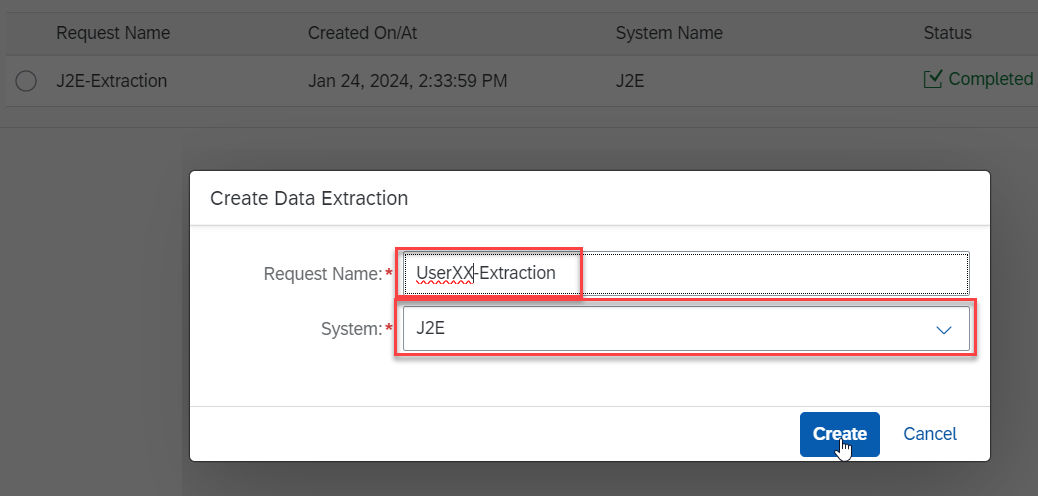 Request Name Created On/At System Name Status
J2E-Extraction Jan 24, 2024, 2:33:59 PM J2E Completed
Create Data Extraction
Request Name:* UserXX-Extraction
System:* J2E
Create Cancel